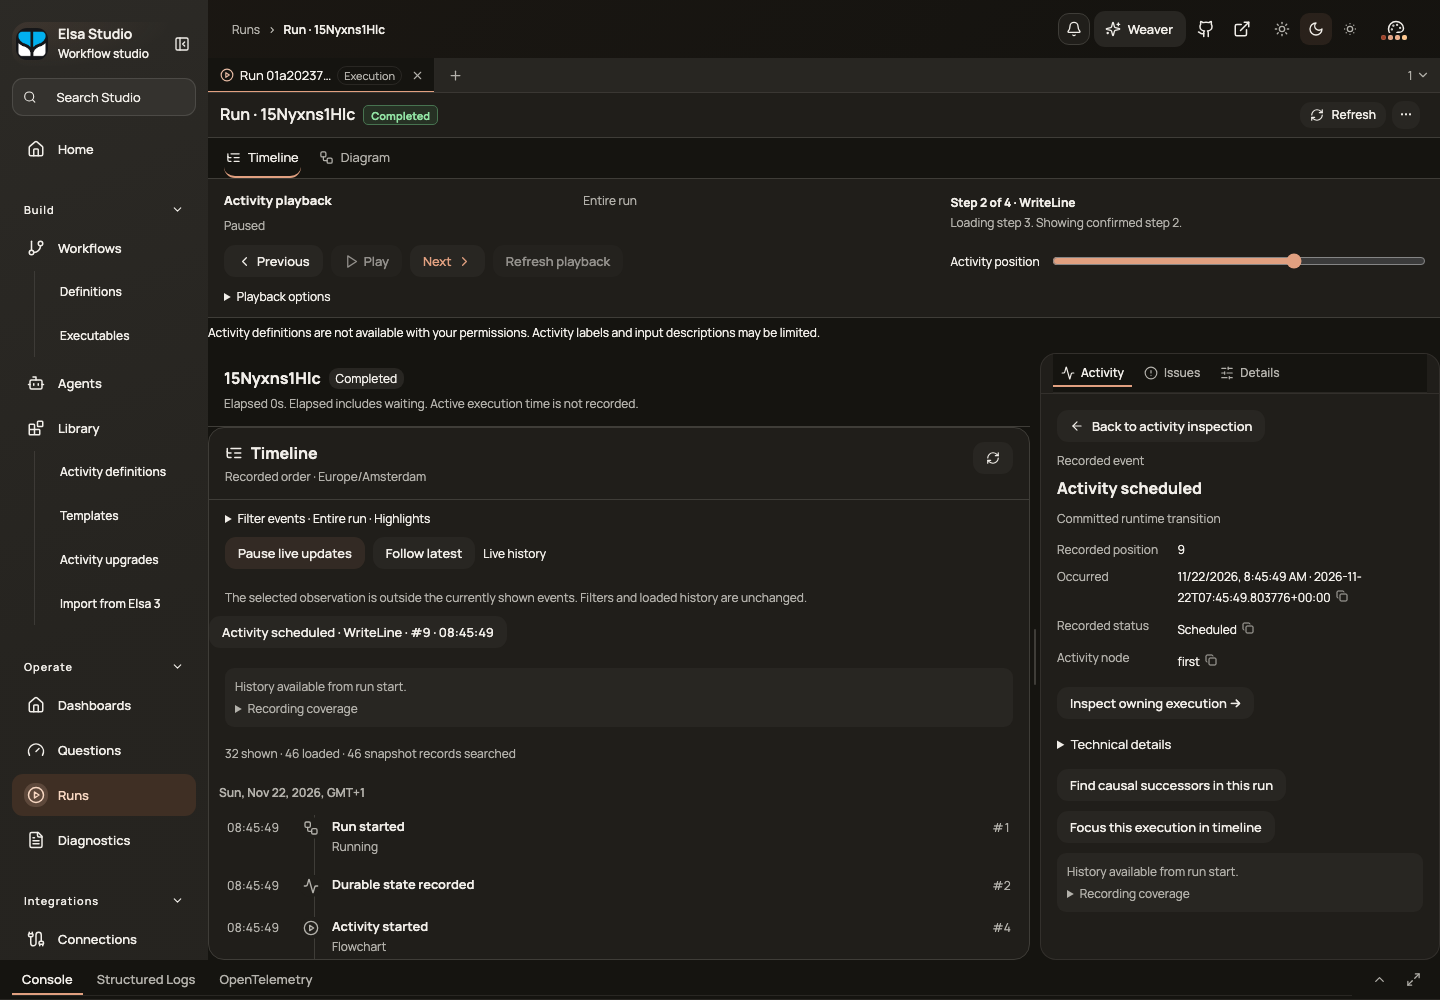 Elsa Studio
Workflow studio
Search Studio
Home
Build
Workflows
Definitions
Executables
Agents
Library
Activity definitions
Templates
Activity upgrades
Import from Elsa 3
Operate
Dashboards
Questions
Runs
Diagnostics
Integrations
Connections
Runs › Run · 15Nyxns1Hlc
Weaver
Run 01a20237... Execution
1
Run · 15Nyxns1Hlc Completed
Refresh
Timeline Diagram
Activity playback
Entire run
Paused
Previous Play Next Refresh playback
Playback options
Step 2 of 4 · WriteLine
Loading step 3. Showing confirmed step 2.
Activity position
Activity definitions are not available with your permissions. Activity labels and input descriptions may be limited.
15Nyxns1Hlc Completed
Elapsed 0s. Elapsed includes waiting. Active execution time is not recorded.
Timeline
Recorded order · Europe/Amsterdam
Filter events · Entire run · Highlights
Pause live updates Follow latest Live history
The selected observation is outside the currently shown events. Filters and loaded history are unchanged.
Activity scheduled · WriteLine · #9 · 08:45:49
History available from run start.
Recording coverage
32 shown · 46 loaded · 46 snapshot records searched
Sun, Nov 22, 2026, GMT+1
08:45:49 Run started #1
Running
08:45:49 Durable state recorded #2
08:45:49 Activity started #4
Flowchart
Activity Issues Details
Back to activity inspection
Recorded event
Activity scheduled
Committed runtime transition
Recorded position 9
Occurred 11/22/2026, 8:45:49 AM · 2026-11-
22T07:45:49.803776+00:00
Recorded status Scheduled
Activity node first
Inspect owning execution →
Technical details
Find causal successors in this run
Focus this execution in timeline
History available from run start.
Recording coverage
Console Structured Logs OpenTelemetry